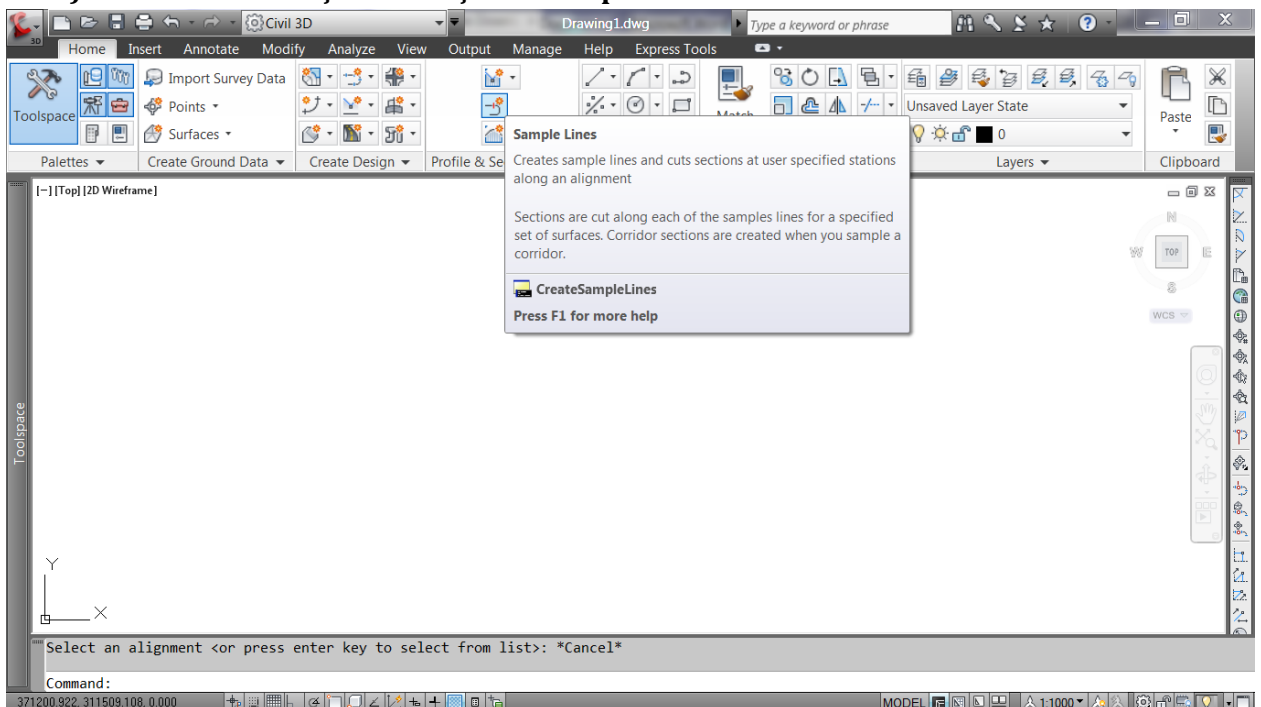 Civil 3D
Drawing1.dwg
Type a keyword or phrase
3D
Home Insert Annotate Modify Analyze View Output Manage Help Express Tools
Toolspace
Import Survey Data
Points
Surfaces
Unsaved Layer State
0
Paste
Palettes
Create Ground Data
Create Design
Profile & Se
Layers
Clipboard
Sample Lines
Creates sample lines and cuts sections at user specified stations
along an alignment
Sections are cut along each of the samples lines for a specified
set of surfaces. Corridor sections are created when you sample a
corridor.
CreateSampleLines
Press F1 for more help
[−] [Top] [2D Wireframe]
N
W TOP E
S
WCS
Toolspace
Y
X
Select an alignment <or press enter key to select from list>: *Cancel*
Command:
371200.922, 311509.108, 0.000
MODEL
1:1000